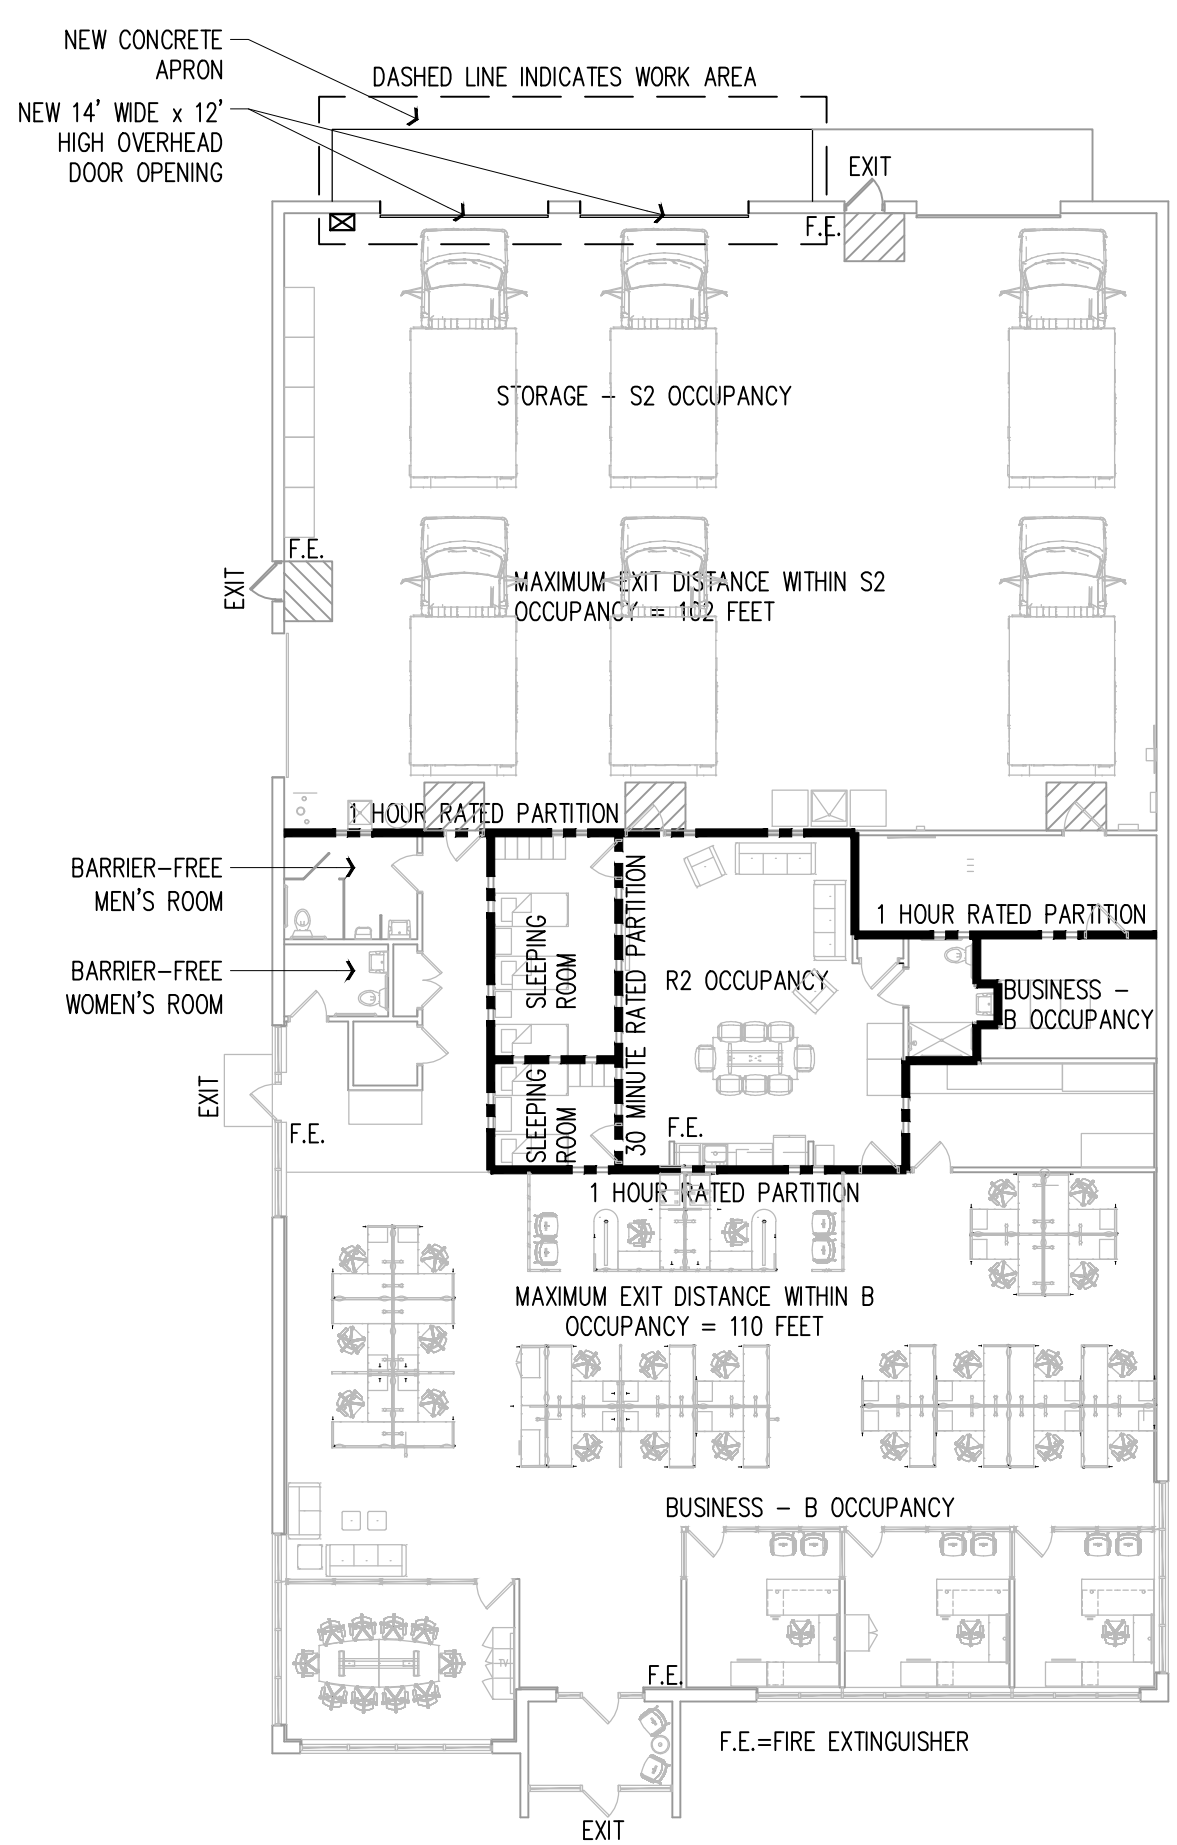 NEW CONCRETE
APRON
DASHED LINE INDICATES WORK AREA
NEW 14' WIDE x 12'
HIGH OVERHEAD
DOOR OPENING
EXIT
F.E.
STORAGE - S2 OCCUPANCY
F.E.
EXIT
MAXIMUM EXIT DISTANCE WITHIN S2
OCCUPANCY = 102 FEET
1 HOUR RATED PARTITION
BARRIER-FREE
MEN'S ROOM
BARRIER-FREE
WOMEN'S ROOM
SLEEPING
ROOM
30 MINUTE RATED PARTITION
R2 OCCUPANCY
1 HOUR RATED PARTITION
BUSINESS -
B OCCUPANCY
EXIT
F.E.
SLEEPING
ROOM
F.E.
1 HOUR RATED PARTITION
MAXIMUM EXIT DISTANCE WITHIN B
OCCUPANCY = 110 FEET
BUSINESS - B OCCUPANCY
TV
F.E.
F.E.=FIRE EXTINGUISHER
EXIT